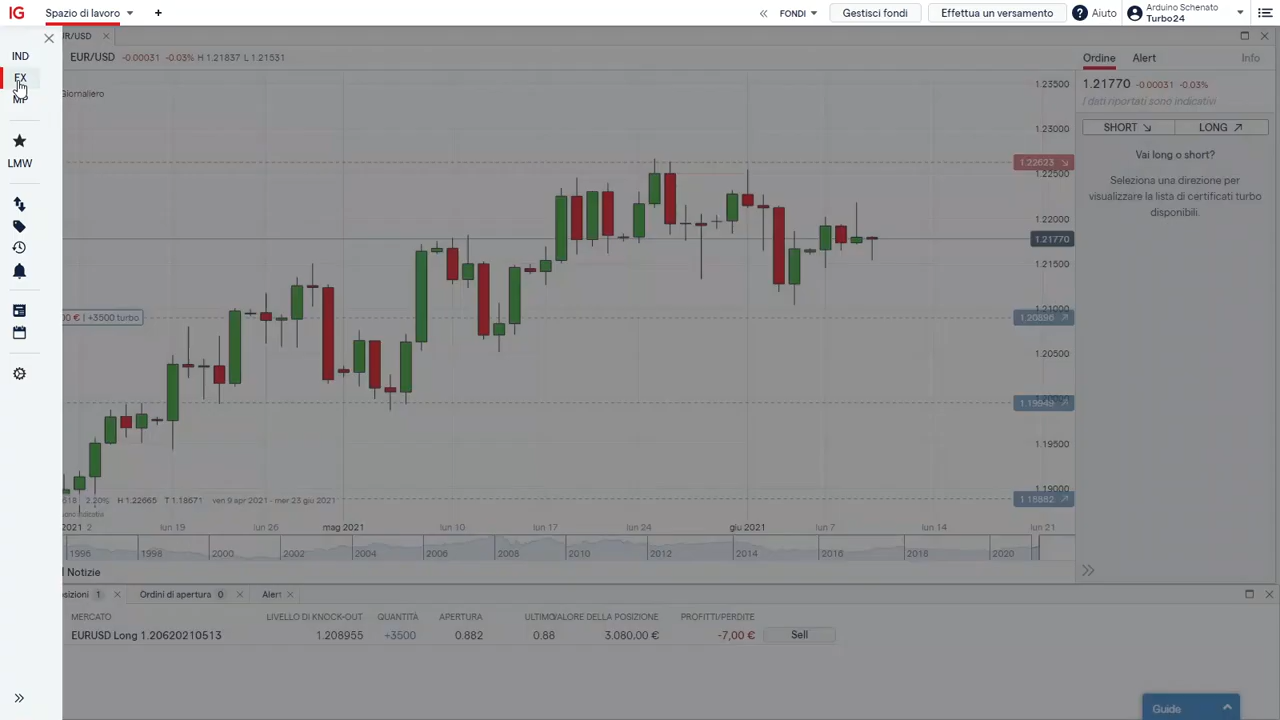 IG Spazio di lavoro + « FONDI Gestisci fondi Effettua un versamento ? Aiuto Arduino Schenato
Turbo24
UR/USD ×
IND
FX
MP
LMW
EUR/USD -0.00031 -0.03% H 1.21837 L 1.21531
Giornaliero
1.23500
1.23000
1.22623
1.22500
1.22000
1.21770
1.21500
1.20896
1.20500
1.19949
1.19500
1.19000
1.15982
00 € | +3500 turbo
618 2.20% H 1.22665 T 1.18671 ven 9 apr 2021 - mer 23 giu 2021
2021 2 lun 19 lun 26 mag 2021 lun 10 lun 17 lun 24 giu 2021 lun 7 lun 14 lun 21
1996 1998 2000 2002 2004 2006 2008 2010 2012 2014 2016 2018 2020
Notizie
Ordine Alert Info
1.21770 -0.00031 -0.03%
I dati riportati sono indicativi
SHORT LONG
Vai long o short?
Seleziona una direzione per
visualizzare la lista di certificati turbo
disponibili.
osizioni 1 × Ordini di apertura 0 × Alert ×
MERCATO LIVELLO DI KNOCK-OUT QUANTITÀ APERTURA ULTIMO VALORE DELLA POSIZIONE PROFITTI/PERDITE
EURUSD Long 1.20620210513 1.208955 +3500 0.882 0.88 3.080,00 € -7,00 € Sell
Guide